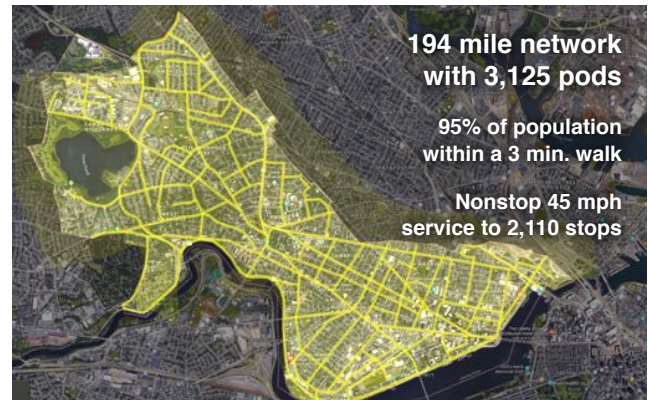 194 mile network
with 3,125 pods
95% of population
within a 3 min. walk
Nonstop 45 mph
service to 2,110 stops
CAMBRIDGE